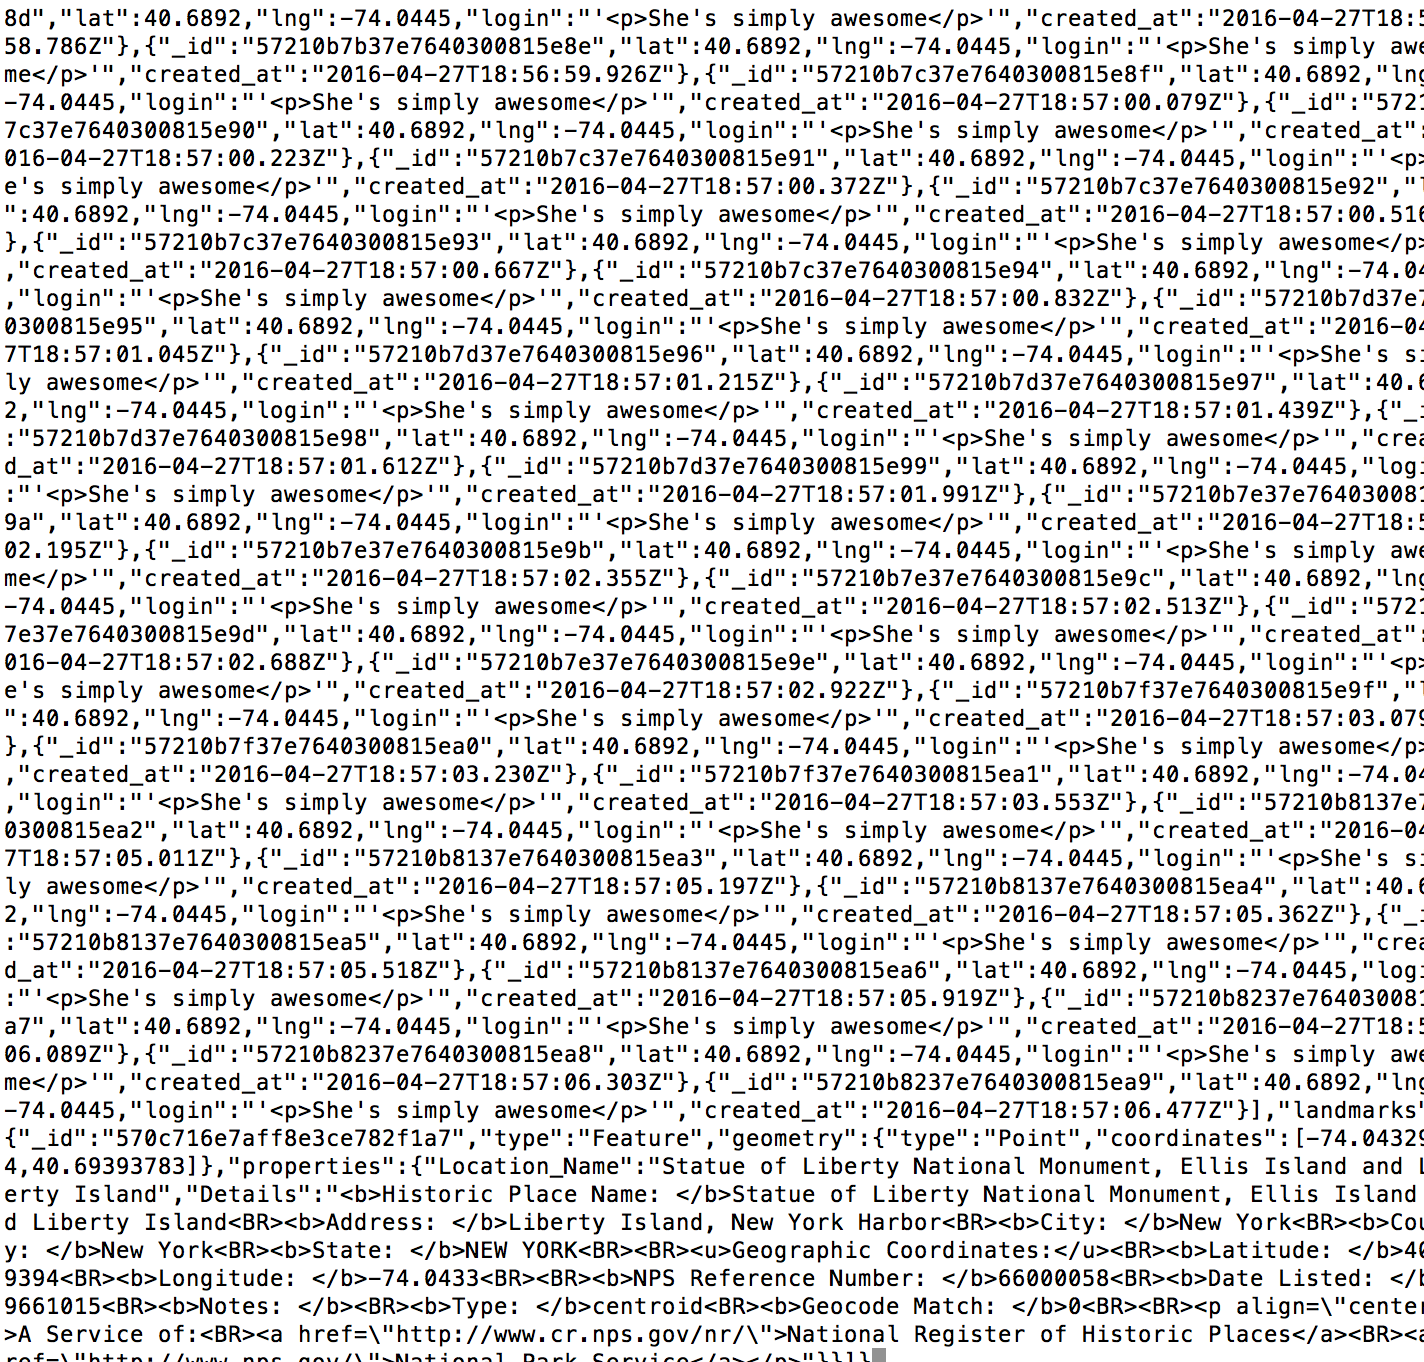 8d","lat":40.6892,"lng":-74.0445,"login":"'<p>She's simply awesome</p>'","created_at":"2016-04-27T18:5
58.786Z"},{"_id":"57210b7b37e7640300815e8e","lat":40.6892,"lng":-74.0445,"login":"'<p>She's simply awe
me</p>'","created_at":"2016-04-27T18:56:59.926Z"},{"_id":"57210b7c37e7640300815e8f","lat":40.6892,"lng
-74.0445,"login":"'<p>She's simply awesome</p>'","created_at":"2016-04-27T18:57:00.079Z"},{"_id":"5721
7c37e7640300815e90","lat":40.6892,"lng":-74.0445,"login":"'<p>She's simply awesome</p>'","created_at":
016-04-27T18:57:00.223Z"},{"_id":"57210b7c37e7640300815e91","lat":40.6892,"lng":-74.0445,"login":"'<p>
e's simply awesome</p>'","created_at":"2016-04-27T18:57:00.372Z"},{"_id":"57210b7c37e7640300815e92","l
":40.6892,"lng":-74.0445,"login":"'<p>She's simply awesome</p>'","created_at":"2016-04-27T18:57:00.516
},{"_id":"57210b7c37e7640300815e93","lat":40.6892,"lng":-74.0445,"login":"'<p>She's simply awesome</p>
,"created_at":"2016-04-27T18:57:00.667Z"},{"_id":"57210b7c37e7640300815e94","lat":40.6892,"lng":-74.04
,"login":"'<p>She's simply awesome</p>'","created_at":"2016-04-27T18:57:00.832Z"},{"_id":"57210b7d37e7
0300815e95","lat":40.6892,"lng":-74.0445,"login":"'<p>She's simply awesome</p>'","created_at":"2016-04
7T18:57:01.045Z"},{"_id":"57210b7d37e7640300815e96","lat":40.6892,"lng":-74.0445,"login":"'<p>She's si
ly awesome</p>'","created_at":"2016-04-27T18:57:01.215Z"},{"_id":"57210b7d37e7640300815e97","lat":40.6
2,"lng":-74.0445,"login":"'<p>She's simply awesome</p>'","created_at":"2016-04-27T18:57:01.439Z"},{"_i
:"57210b7d37e7640300815e98","lat":40.6892,"lng":-74.0445,"login":"'<p>She's simply awesome</p>'","crea
d_at":"2016-04-27T18:57:01.612Z"},{"_id":"57210b7d37e7640300815e99","lat":40.6892,"lng":-74.0445,"logi
:"'<p>She's simply awesome</p>'","created_at":"2016-04-27T18:57:01.991Z"},{"_id":"57210b7e37e764030081
9a","lat":40.6892,"lng":-74.0445,"login":"'<p>She's simply awesome</p>'","created_at":"2016-04-27T18:5
02.195Z"},{"_id":"57210b7e37e7640300815e9b","lat":40.6892,"lng":-74.0445,"login":"'<p>She's simply awe
me</p>'","created_at":"2016-04-27T18:57:02.355Z"},{"_id":"57210b7e37e7640300815e9c","lat":40.6892,"lng
-74.0445,"login":"'<p>She's simply awesome</p>'","created_at":"2016-04-27T18:57:02.513Z"},{"_id":"5721
7e37e7640300815e9d","lat":40.6892,"lng":-74.0445,"login":"'<p>She's simply awesome</p>'","created_at":
016-04-27T18:57:02.688Z"},{"_id":"57210b7e37e7640300815e9e","lat":40.6892,"lng":-74.0445,"login":"'<p>
e's simply awesome</p>'","created_at":"2016-04-27T18:57:02.922Z"},{"_id":"57210b7f37e7640300815e9f","l
":40.6892,"lng":-74.0445,"login":"'<p>She's simply awesome</p>'","created_at":"2016-04-27T18:57:03.079
},{"_id":"57210b7f37e7640300815ea0","lat":40.6892,"lng":-74.0445,"login":"'<p>She's simply awesome</p>
,"created_at":"2016-04-27T18:57:03.230Z"},{"_id":"57210b7f37e7640300815ea1","lat":40.6892,"lng":-74.04
,"login":"'<p>She's simply awesome</p>'","created_at":"2016-04-27T18:57:03.553Z"},{"_id":"57210b8137e7
0300815ea2","lat":40.6892,"lng":-74.0445,"login":"'<p>She's simply awesome</p>'","created_at":"2016-04
7T18:57:05.011Z"},{"_id":"57210b8137e7640300815ea3","lat":40.6892,"lng":-74.0445,"login":"'<p>She's si
ly awesome</p>'","created_at":"2016-04-27T18:57:05.197Z"},{"_id":"57210b8137e7640300815ea4","lat":40.6
2,"lng":-74.0445,"login":"'<p>She's simply awesome</p>'","created_at":"2016-04-27T18:57:05.362Z"},{"_i
:"57210b8137e7640300815ea5","lat":40.6892,"lng":-74.0445,"login":"'<p>She's simply awesome</p>'","crea
d_at":"2016-04-27T18:57:05.518Z"},{"_id":"57210b8137e7640300815ea6","lat":40.6892,"lng":-74.0445,"logi
:"'<p>She's simply awesome</p>'","created_at":"2016-04-27T18:57:05.919Z"},{"_id":"57210b8237e764030081
a7","lat":40.6892,"lng":-74.0445,"login":"'<p>She's simply awesome</p>'","created_at":"2016-04-27T18:5
06.089Z"},{"_id":"57210b8237e7640300815ea8","lat":40.6892,"lng":-74.0445,"login":"'<p>She's simply awe
me</p>'","created_at":"2016-04-27T18:57:06.303Z"},{"_id":"57210b8237e7640300815ea9","lat":40.6892,"lng
-74.0445,"login":"'<p>She's simply awesome</p>'","created_at":"2016-04-27T18:57:06.477Z"}],"landmarks"
{"_id":"570c716e7aff8e3ce782f1a7","type":"Feature","geometry":{"type":"Point","coordinates":[-74.04329
4,40.69393783]},"properties":{"Location_Name":"Statue of Liberty National Monument, Ellis Island and L
erty Island","Details":"<b>Historic Place Name: </b>Statue of Liberty National Monument, Ellis Island
d Liberty Island<BR><b>Address: </b>Liberty Island, New York Harbor<BR><b>City: </b>New York<BR><b>Cou
y: </b>New York<BR><b>State: </b>NEW YORK<BR><BR><u>Geographic Coordinates:</u><BR><b>Latitude: </b>40
9394<BR><b>Longitude: </b>-74.0433<BR><BR><b>NPS Reference Number: </b>66000058<BR><b>Date Listed: </b
9661015<BR><b>Notes: </b><BR><b>Type: </b>centroid<BR><b>Geocode Match: </b>0<BR><BR><p align=\"center
>A Service of:<BR><a href=\"http://www.cr.nps.gov/nr/\">National Register of Historic Places</a><BR><a
ref=\"http://www.nps.gov/\">National Park Service</a></p>"}}]}